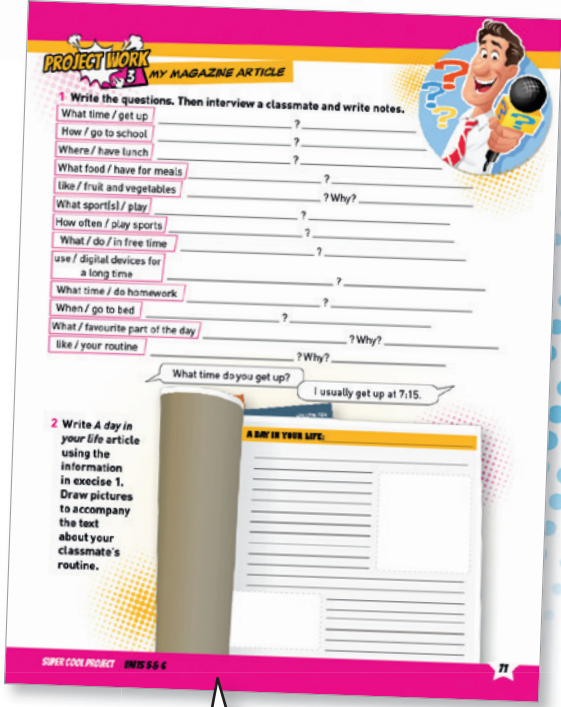 PROJECT WORK
3 MY MAGAZINE ARTICLE
1 Write the questions. Then interview a classmate and write notes.
What time / get up ?
How / go to school ?
Where / have lunch ?
What food / have for meals ?
like / fruit and vegetables ? Why?
What sport(s) / play ?
How often / play sports ?
What / do / in free time ?
use / digital devices for
a long time ?
What time / do homework ?
When / go to bed ?
What / favourite part of the day ? Why?
like / your routine ? Why?
What time do you get up?
I usually get up at 7:15.
2 Write A day in
your life article
using the
information
in execise 1.
Draw pictures
to accompany
the text
about your
classmate's
routine.
A DAY IN YOUR LIFE:
SUPER COOL PROJECT UNITS 5 & 6
71